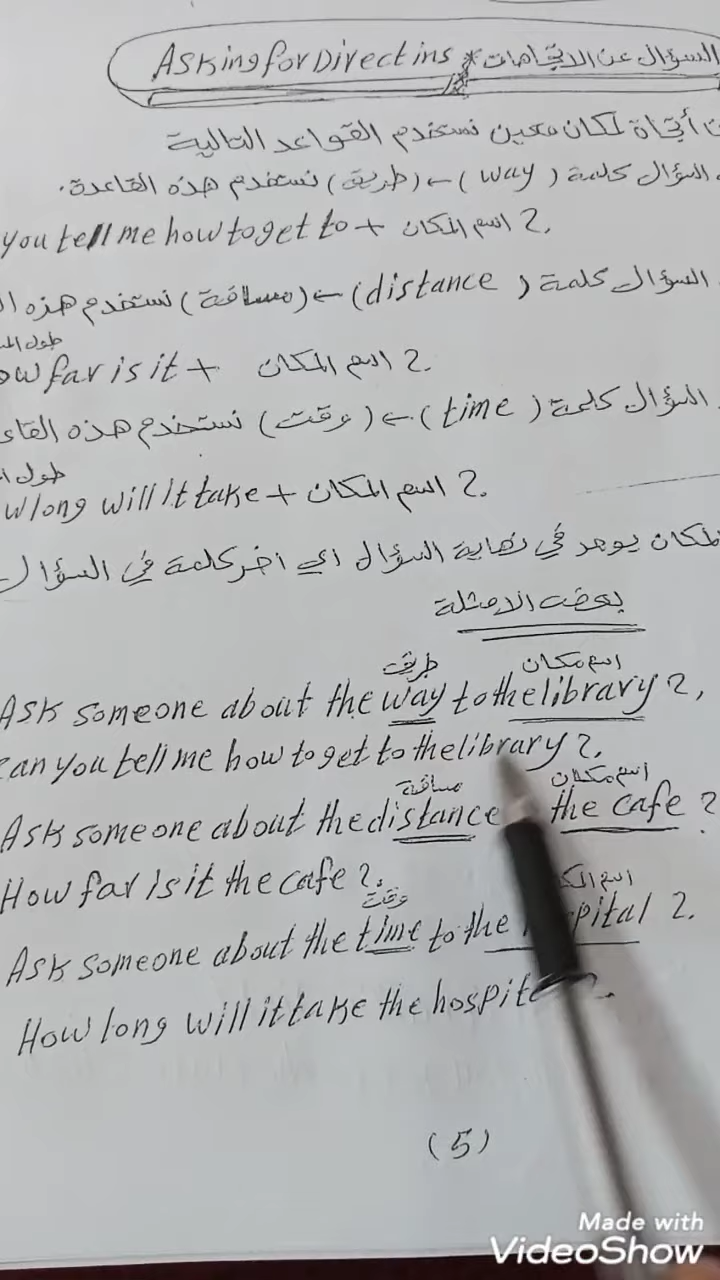 Asking for Directins * السؤال عن الاتجاهات
أتجاة لمكان معين نستخدم القواعد التالية
السؤال كلمة (way) ← (طريق) نستخدم هذه القاعدة.
you tell me how to get to + اسم المكان ?.
السؤال كلمة (distance) ← (مسافة) نستخدم هذه
طول
ow far is it + اسم المكان ?.
السؤال كلمة (time) ← (وقت) نستخدم هذه القاع
طول
w long will It take + اسم المكان ?.
المكان يوجد في نهاية السؤال اي اخر كلمة في السؤال
بعض الامثلة
طريق اسم مكان
Ask someone about the way to the library ?,
can you tell me how to get to the library ?.
مسافة اسم مكان
Ask someone about the distance the cafe ?
How far is it the cafe ?.
وقت
Ask someone about the time to the ?.
How long will it take the
(5)
Made with
VideoShow